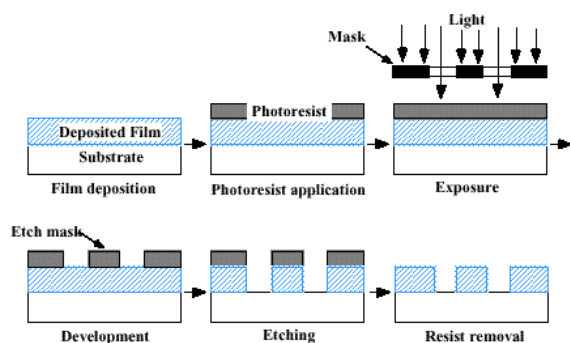 Light
Mask
Photoresist
Deposited Film
Substrate
Film deposition
Photoresist application
Exposure
Etch mask
Development
Etching
Resist removal